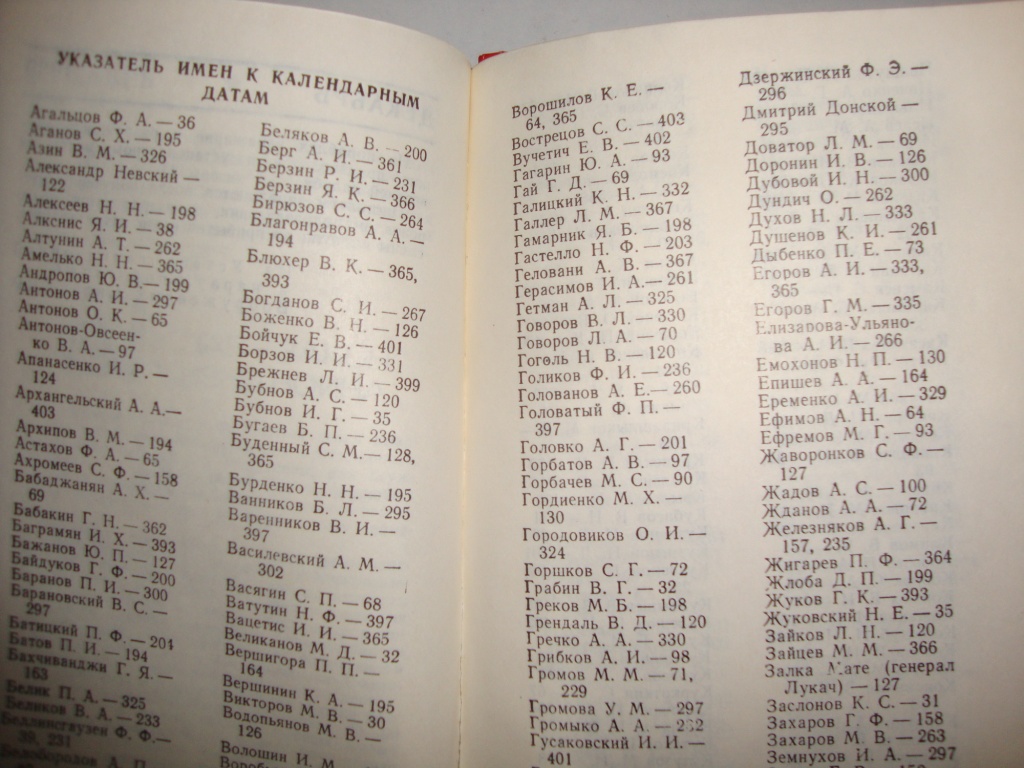 УКАЗАТЕЛЬ ИМЕН К КАЛЕНДАРНЫМ
ДАТАМ
Агальцов Ф. А. — 36
Аганов С. Х. — 195
Азин В. М. — 326
Александр Невский —
122
Алексеев Н. Н. — 198
Алкснис Я. И. — 38
Алтунин А. Т. — 262
Амелько Н. Н. — 365
Андропов Ю. В. — 199
Антонов А. И. — 297
Антонов О. К. — 65
Антонов-Овсеен-
ко В. А. — 97
Апанасенко И. Р. —
124
Архангельский А. А. —
403
Архипов В. М. — 194
Астахов Ф. А. — 65
Ахромеев С. Ф. — 158
Бабаджанян А. Х. —
69
Бабакин Г. Н. — 362
Баграмян И. Х. — 393
Бажанов Ю. П. — 127
Байдуков Г. Ф. — 200
Баранов П. И. — 300
Барановский В. С. —
297
Батицкий П. Ф. — 201
Батов П. И. — 194
Бахчиванджи Г. Я. —
163
Белик П. А. — 325
Беликов В. А. — 233
Беллинсгаузен Ф. Ф. —
39, 231
Белобородов А. П.
Беляков А. В. — 200
Берг А. И. — 361
Берзин Р. И. — 231
Берзин Я. К. — 366
Бирюзов С. С. — 264
Благонравов А. А. —
194
Блюхер В. К. — 365,
393
Богданов С. И. — 267
Боженко В. Н. — 126
Бойчук Е. В. — 401
Борзов И. И. — 331
Брежнев Л. И. — 399
Бубнов А. С. — 120
Бубнов И. Г. — 35
Бугаев Б. П. — 236
Буденный С. М. — 128,
365
Бурденко Н. Н. — 195
Ванников Б. Л. — 295
Варенников В. И. —
397
Василевский А. М. —
302
Васягин С. П. — 68
Ватутин Н. Ф. — 397
Вацетис И. И. — 365
Великанов М. Д. — 32
Вершигора П. П. —
164
Вершинин К. А. — 195
Викторов М. В. — 30
Водопьянов М. В. —
126
Волошин И. М.
Ворошилов К. Е. —
64, 365
Вострецов С. С. — 403
Вучетич Е. В. — 402
Гагарин Ю. А. — 93
Гай Г. Д. — 69
Галицкий К. Н. — 332
Галлер Л. М. — 367
Гамарник Я. Б. — 198
Гастелло Н. Ф. — 203
Геловани А. В. — 367
Герасимов И. А. — 261
Гетман А. Л. — 325
Говоров В. Л. — 330
Говоров Л. А. — 70
Гоголь Н. В. — 120
Голиков Ф. И. — 236
Голованов А. Е. — 260
Головатый Ф. П. —
397
Головко А. Г. — 201
Горбатов А. В. — 97
Горбачев М. С. — 90
Гордиенко М. Х. —
130
Городовиков О. И. —
324
Горшков С. Г. — 72
Грабин В. Г. — 32
Греков М. Б. — 198
Грендаль В. Д. — 120
Гречко А. А. — 330
Грибков А. И. — 98
Громов М. М. — 71,
229
Громова У. М. — 297
Громыко А. А. —
Гусаковский И. И. —
401
Дзержинский Ф. Э. —
296
Дмитрий Донской —
295
Доватор Л. М. — 69
Доронин И. В. — 126
Дубовой И. Н. — 300
Дундич О. — 262
Духов Н. Л. — 333
Душенов К. И. — 261
Дыбенко П. Е. — 73
Егоров А. И. — 333,
365
Егоров Г. М. — 335
Елизарова-Ульяно-
ва А. И. — 266
Емохонов Н. П. — 130
Епишев А. А. — 164
Еременко А. И. — 329
Ефимов А. Н. — 64
Ефремов М. Г. — 93
Жаворонков С. Ф. —
127
Жадов А. С. — 100
Жданов А. А. — 72
Железняков А. Г. —
157, 235
Жигарев П. Ф. — 364
Жлоба Д. П. — 199
Жуков Г. К. — 393
Жуковский Н. Е. — 35
Зайков Л. Н. — 120
Зайцев М. М. — 366
Залка Мате (генерал
Лукач) — 127
Заслонов К. С. — 31
Захаров Г. Ф. — 158
Захаров М. В. — 263
Земнухов И. А. — 297